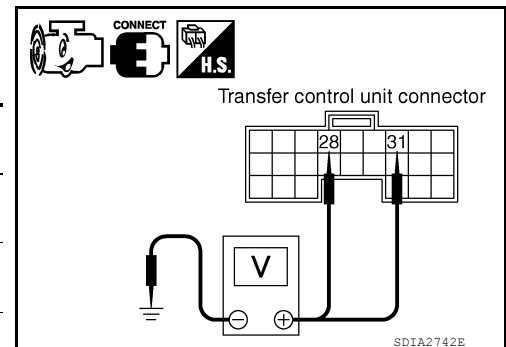 CONNECT
H.S.
Transfer control unit connector
28 31
V
SDIA2742E